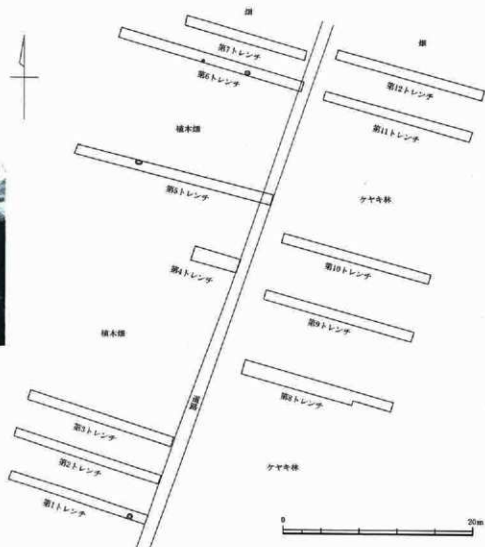 畑
畑
第7トレンチ
第6トレンチ
第12トレンチ
第11トレンチ
植木畑
第5トレンチ
ケヤキ林
第4トレンチ
第10トレンチ
第9トレンチ
植木畑
第8トレンチ
道路
第3トレンチ
第2トレンチ
第1トレンチ
ケヤキ林
0
20m